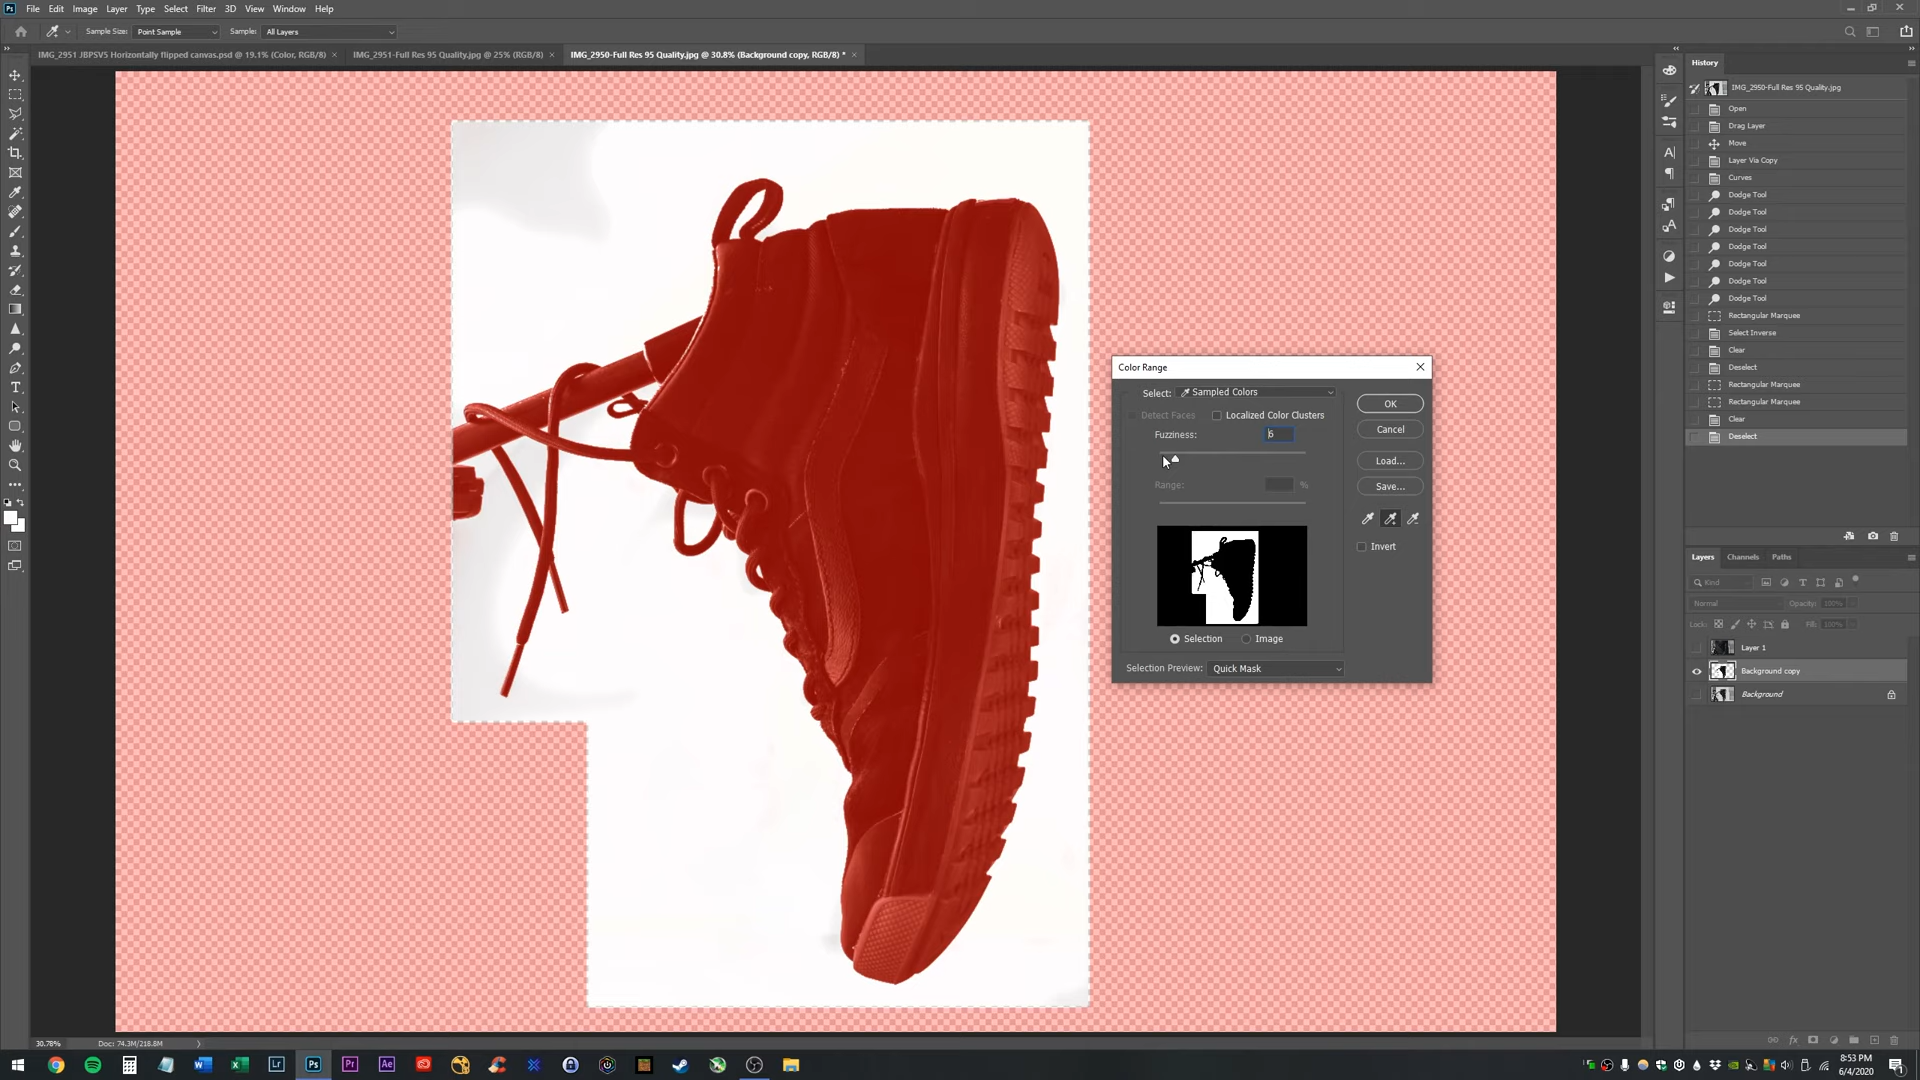 File Edit Image Layer Type Select Filter 3D View Window Help
Sample Size: Point Sample Sample: All Layers
IMG_2951 JBPSV5 Horizontally flipped canvas.psd @ 19.1% (Color, RGB/8) ×
IMG_2951-Full Res 95 Quality.jpg @ 25% (RGB/8) ×
IMG_2950-Full Res 95 Quality.jpg @ 30.8% (Background copy, RGB/8) * ×
Color Range
Select: Sampled Colors
Detect Faces Localized Color Clusters
Fuzziness: 6
Range: %
OK
Cancel
Load...
Save...
Invert
Selection Image
Selection Preview: Quick Mask
History
IMG_2950-Full Res 95 Quality.jpg
Open
Drag Layer
Move
Layer Via Copy
Curves
Dodge Tool
Dodge Tool
Dodge Tool
Dodge Tool
Dodge Tool
Dodge Tool
Dodge Tool
Rectangular Marquee
Select Inverse
Clear
Deselect
Rectangular Marquee
Rectangular Marquee
Clear
Deselect
Layers Channels Paths
Kind
Normal Opacity: 100%
Lock: Fill: 100%
Layer 1
Background copy
Background
30.78% Doc: 74.3M/218.8M
8:53 PM
6/4/2020